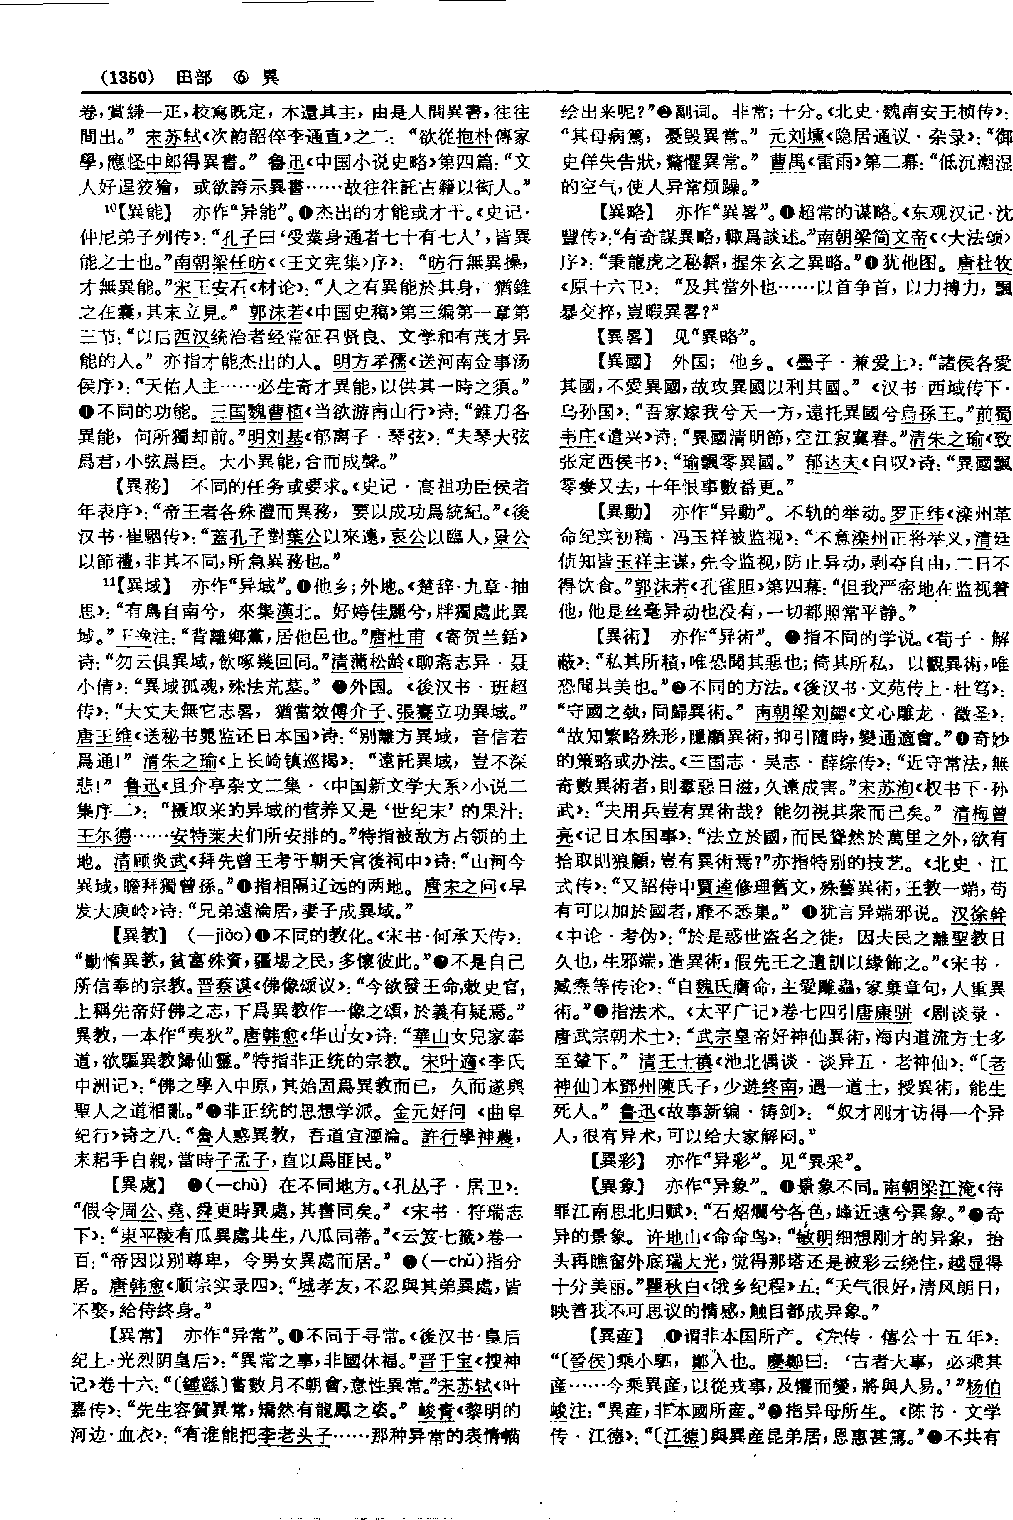 (1350) 田部 ⑥ 異
卷，賞縑一疋，校寫既定，本還其主，由是人間異書，往往
間出。”宋苏轼《次韵韶倅李通直》之二：“欲從抱朴傳家
學，應怪中郎得異書。”鲁迅《中国小说史略》第四篇：“文
人好逞狡獪，或欲誇示異書……故往往託古籍以衒人。”
10【異能】 亦作“异能”。❶杰出的才能或才干。《史记·
仲尼弟子列传》：“孔子曰‘受業身通者七十有七人’，皆異
能之士也。”南朝梁任昉《〈王文宪集〉序》：“昉行無異操，
才無異能。”宋王安石《材论》：“人之有異能於其身，猶錐
之在囊，其末立見。”郭沫若《中国史稿》第三编第一章第
三节：“以后西汉统治者经常征召贤良、文学和有茂才异
能的人。”亦指才能杰出的人。明方孝孺《送河南佥事汤
侯序》：“天佑人主……必生奇才異能，以供其一時之須。”
❷不同的功能。三国魏曹植《当欲游南山行》诗：“錐刀各
異能，何所獨却前。”明刘基《郁离子·琴弦》：“夫琴大弦
爲君，小弦爲臣。大小異能，合而成聲。”
【異務】 不同的任务或要求。《史记·高祖功臣侯者
年表序》：“帝王者各殊禮而異務，要以成功爲統紀。”《後
汉书·崔駰传》：“蓋孔子對葉公以來遠，哀公以臨人，景公
以節禮，非其不同，所急異務也。”
11【異域】 亦作“异域”。❶他乡；外地。《楚辞·九章·抽
思》：“有鳥自南兮，來集漢北。好姱佳麗兮，牉獨處此異
域。”王逸注：“背離鄉黨，居他邑也。”唐杜甫《寄贺兰銛》
诗：“勿云俱異域，飲啄幾回同。”清蒲松龄《聊斋志异·聂
小倩》：“異域孤魂，殊怯荒墓。”❷外国。《後汉书·班超
传》：“大丈夫無它志畧，猶當效傅介子、張騫立功異域。”
唐王维《送秘书晁监还日本国》诗：“别離方異域，音信若
爲通！”清朱之瑜《上长崎镇巡揭》：“遠託異域，豈不深
悲！”鲁迅《且介亭杂文二集·〈中国新文学大系〉小说二
集序二》：“摄取来的异域的营养又是‘世纪末’的果汁：
王尔德……安特莱夫们所安排的。”特指被敌方占领的土
地。清顾炎武《拜先曾王考于朝天宫後祠中》诗：“山河今
異域，瞻拜獨曾孫。”❸指相隔辽远的两地。唐宋之问《早
发大庾岭》诗：“兄弟遠淪居，妻子成異域。”
【異教】 （—jiào）❶不同的教化。《宋书·何承天传》：
“勤惰異教，貧富殊資，疆埸之民，多懷彼此。”❷不是自己
所信奉的宗教。晋蔡谟《佛像颂议》：“今欲發王命，敕史官，
上稱先帝好佛之志，下爲異教作一像之頌，於義有疑焉。”
異教，一本作“夷狄”。唐韩愈《华山女》诗：“華山女兒家奉
道，欲驅異教歸仙靈。”特指非正统的宗教。宋叶適《李氏
中洲记》：“佛之學入中原，其始固爲異教而已，久而遂與
聖人之道相亂。”❸非正统的思想学派。金元好问《曲阜
纪行》诗之八：“魯人惑異教，吾道宜湮淪。許行學神農，
耒耜手自親，當時子孟子，直以爲匪民。”
【異處】 ❶（—chù）在不同地方。《孔丛子·居卫》：
“假令周公、堯、舜更時異處，其書同矣。”《宋书·符瑞志
下》：“東平陵有瓜異處共生，八瓜同蒂。”《云笈七籤》卷一
百：“帝因以别尊卑，令男女異處而居。”❷（—chǔ）指分
居。唐韩愈《顺宗实录四》：“城孝友，不忍與其弟異處，皆
不娶，給侍終身。”
【異常】 亦作“异常”。❶不同于寻常。《後汉书·皇后
纪上·光烈阴皇后》：“異常之事，非國休福。”晋干宝《搜神
记》卷十六：“〔鍾繇〕嘗數月不朝會，意性異常。”宋苏轼《叶
嘉传》：“先生容質異常，矯然有龍鳳之姿。”峻青《黎明的
河边·血衣》：“有谁能把李老头子……那种异常的表情描
绘出来呢？”❷副词。非常；十分。《北史·魏南安王桢传》：
“其母病篤，憂毀異常。”元刘壎《隐居通议·杂录》：“御
史佯失告狀，驚懼異常。”曹禺《雷雨》第二幕：“低沉潮湿
的空气，使人异常烦躁。”
【異略】 亦作“異畧”。❶超常的谋略。《东观汉记·沈
豐传》：“有奇謀異略，輒爲談述。”南朝梁简文帝《〈大法颂〉
序》：“秉龍虎之秘韜，握朱玄之異略。”❷犹他图。唐杜牧
《原十六卫》：“及其當外也……以首争首，以力搏力，飄
暴交捽，豈暇異畧？”
【異畧】 见“異略”。
【異國】 外国；他乡。《墨子·兼爱上》：“諸侯各愛
其國，不愛異國，故攻異國以利其國。”《汉书·西域传下·
乌孙国》：“吾家嫁我兮天一方，遠托異國兮烏孫王。”前蜀
韦庄《遣兴》诗：“異國清明節，空江寂寞春。”清朱之瑜《致
张定西侯书》：“瑜飄零異國。”郁达夫《自叹》诗：“異國飄
零妻又去，十年恨事數番更。”
【異動】 亦作“异動”。不轨的举动。罗正纬《滦州革
命纪实初稿·冯玉祥被监视》：“不意滦州正将举义，清廷
侦知皆玉祥主谋，先令监视，防止异动，剥夺自由，二日不
得饮食。”郭沫若《孔雀胆》第四幕：“但我严密地在监视着
他，他是丝毫异动也没有，一切都照常平静。”
【異術】 亦作“异術”。❶指不同的学说。《荀子·解
蔽》：“私其所積，唯恐聞其惡也；倚其所私，以觀異術，唯
恐聞其美也。”❷不同的方法。《後汉书·文苑传上·杜笃》：
“守國之埶，同歸異術。”南朝梁刘勰《文心雕龙·徵圣》：
“故知繁略殊形，隱顯異術，抑引隨時，變通適會。”❸奇妙
的策略或办法。《三国志·吴志·薛综传》：“近守常法，無
奇數異術者，則羣惡日滋，久遠成害。”宋苏洵《权书下·孙
武》：“夫用兵豈有異術哉？能勿視其衆而已矣。”清梅曾
亮《记日本国事》：“法立於國，而民聳然於萬里之外，欲有
拾取則狼顧，豈有異術焉？”亦指特别的技艺。《北史·江
式传》：“又詔侍中賈逵修理舊文，殊藝異術，王教一端，苟
有可以加於國者，靡不悉集。”❹犹言异端邪说。汉徐幹
《中论·考伪》：“於是惑世盜名之徒，因夫民之離聖教日
久也，生邪端，造異術，假先王之遺訓以緣飾之。”《宋书·
臧焘等传论》：“自魏氏膺命，主愛雕蟲，家棄章句，人重異
術。”❺指法术。《太平广记》卷七四引唐康骈《剧谈录·
唐武宗朝术士》：“武宗皇帝好神仙異術，海内道流方士多
至輦下。”清王士禛《池北偶谈·谈异五·老神仙》：“〔老
神仙〕本鄧州陳氏子，少遊終南，遇一道士，授異術，能生
死人。”鲁迅《故事新编·铸剑》：“奴才刚才访得一个异
人，很有异术，可以给大家解闷。”
【異彩】 亦作“异彩”。见“異采”。
【異象】 亦作“异象”。❶景象不同。南朝梁江淹《待
罪江南思北归赋》：“石炤爛兮各色，峰近遠兮異象。”❷奇
异的景象。许地山《命命鸟》：“敏明细想刚才的异象，抬
头再瞧窗外底瑞大光，觉得那塔还是被彩云绕住，越显得
十分美丽。”瞿秋白《饿乡纪程》五：“天气很好，清风朗日，
映着我不可思议的情感，触目都成异象。”
【異産】 ❶谓非本国所产。《左传·僖公十五年》：
“〔晉侯〕乘小駟，鄭入也。慶鄭曰：‘古者大事，必乘其
産……今乘異産，以從戎事，及懼而變，將與人易。’”杨伯
峻注：“異産，非本國所産。”❷指异母所生。《陈书·文学
传·江德》：“〔江德〕與異産昆弟居，恩惠甚篤。”❸不共有